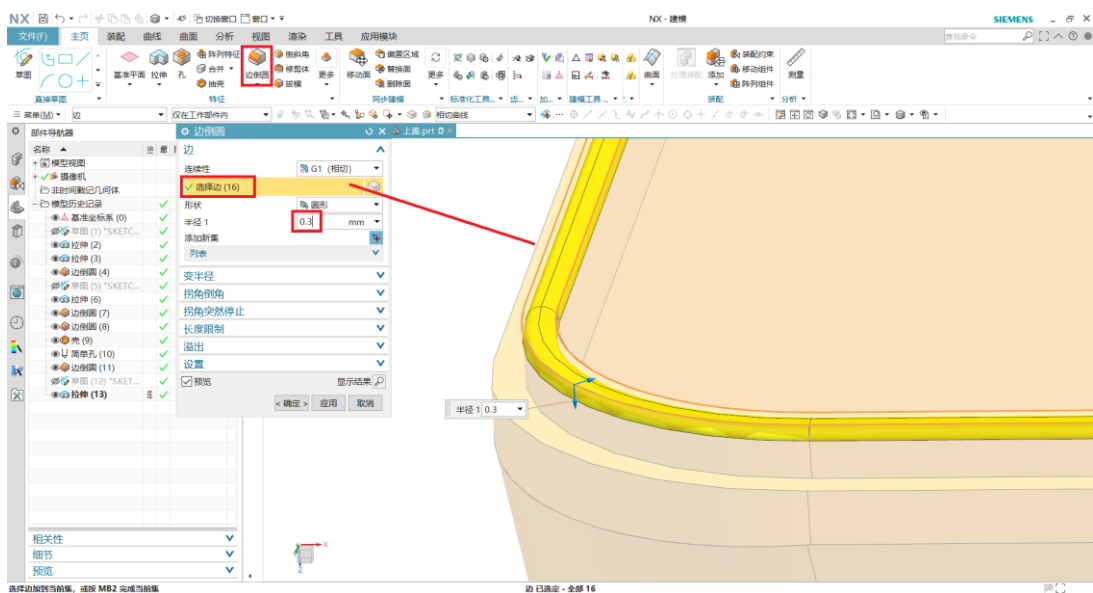 NX 切换窗口 窗口 NX - 建模 SIEMENS
文件(F) 主页 装配 曲线 曲面 分析 视图 渲染 工具 应用模块 查找命令
阵列特征 倒斜角 偏置区域 装配约束
合并 修剪体 替换面 移动组件
抽壳 拔模 删除面 阵列组件
草图 基准平面 拉伸 孔 边倒圆 更多 移动面 更多 曲面 处理装配 添加 测量
直接草图 特征 同步建模 标准化工具... 齿... 加... 建模工具... 装配 分析
菜单(M) 边 仅在工作部件内 相切曲线
部件导航器 边倒圆 上盖.prt
名称 边
模型视图 连续性 G1 (相切)
摄像机
非时间戳记几何体 选择边 (16)
模型历史记录 形状 圆形
基准坐标系 (0) 半径 1 0.3 mm
草图 (1) "SKETC...
拉伸 (2) 添加新集
拉伸 (3) 列表
边倒圆 (4) 变半径
草图 (5) "SKETC...
拉伸 (6) 拐角倒角
边倒圆 (7) 拐角突然停止
边倒圆 (8) 长度限制
壳 (9) 溢出
简单孔 (10)
边倒圆 (11) 设置
草图 (12) "SKET... 预览 显示结果
拉伸 (13)
<确定> 应用 取消
半径 1 0.3
相关性
细节
预览
X
Z
选择边加到当前集，或按 MB2 完成当前集 边 已选定 - 全部 16